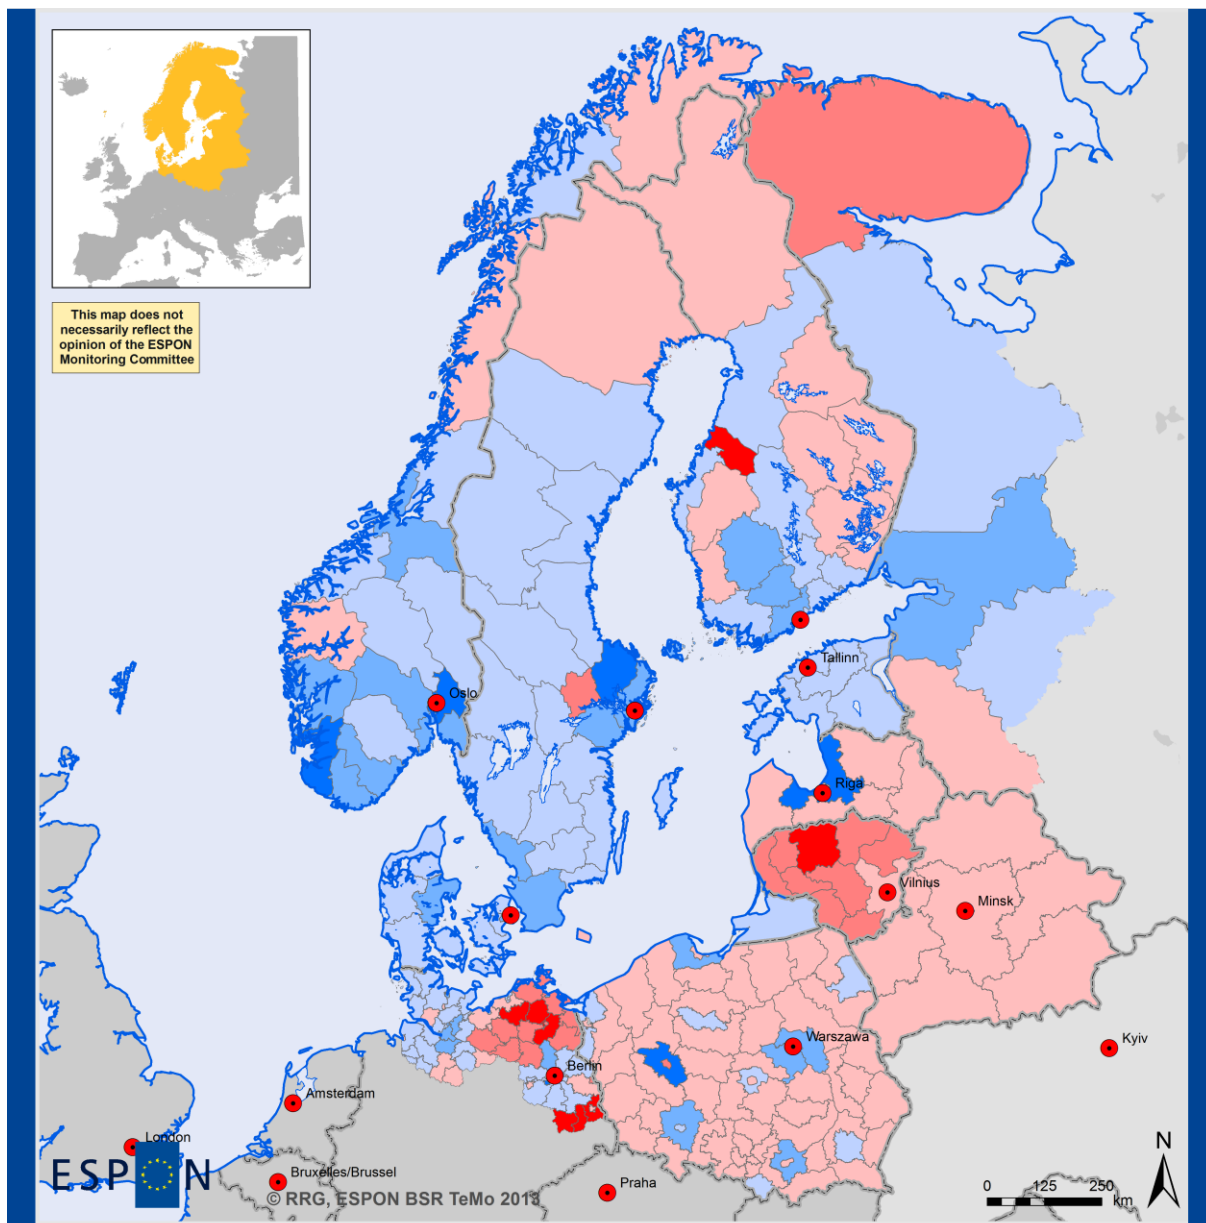 This map does not
necessarily reflect the
opinion of the ESPON
Monitoring Committee
Oslo
Tallinn
Riga
Vilnius
Minsk
Warszawa
Kyiv
Berlin
Amsterdam
London
ESPON
Bruxelles/Brussel
Praha
© RRG, ESPON BSR TeMo 2013
N
0 125 250
km